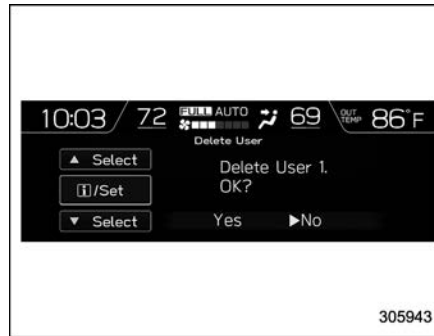 10:03 72 FULL AUTO 69 OUT TEMP 86°F
Delete User
▲ Select
Delete User 1.
i/Set
OK?
▼ Select
Yes ▶No
305943